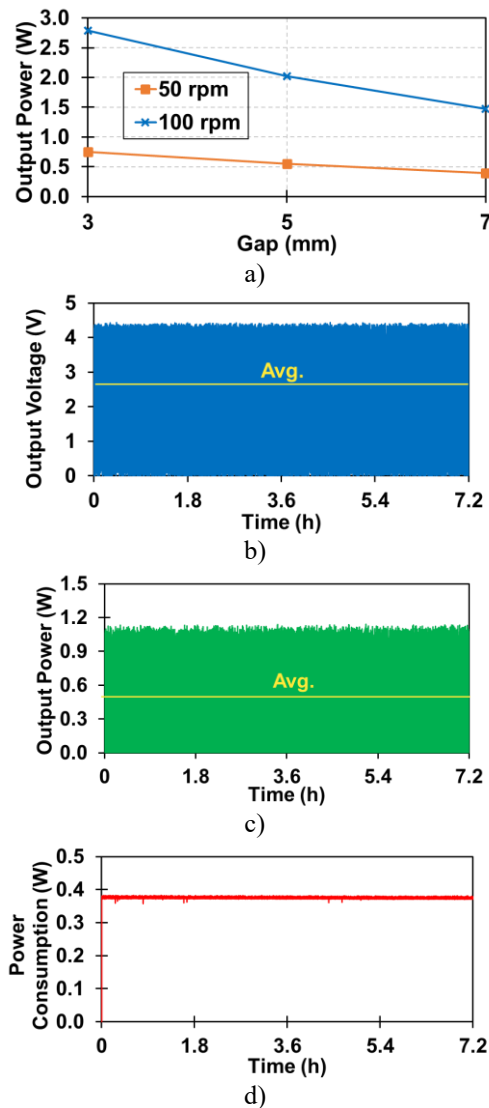 Output Power (W)
3.0
2.5
2.0
1.5
1.0
0.5
0.0
50 rpm
100 rpm
3 5 7
Gap (mm)
a)
Output Voltage (V)
5
4
3
2
1
0
Avg.
0 1.8 3.6 5.4 7.2
Time (h)
b)
Output Power (W)
1.5
1.2
0.9
0.6
0.3
0.0
Avg.
0 1.8 3.6 5.4 7.2
Time (h)
c)
Power
Consumption (W)
0.5
0.4
0.3
0.2
0.1
0.0
0 1.8 3.6 5.4 7.2
Time (h)
d)